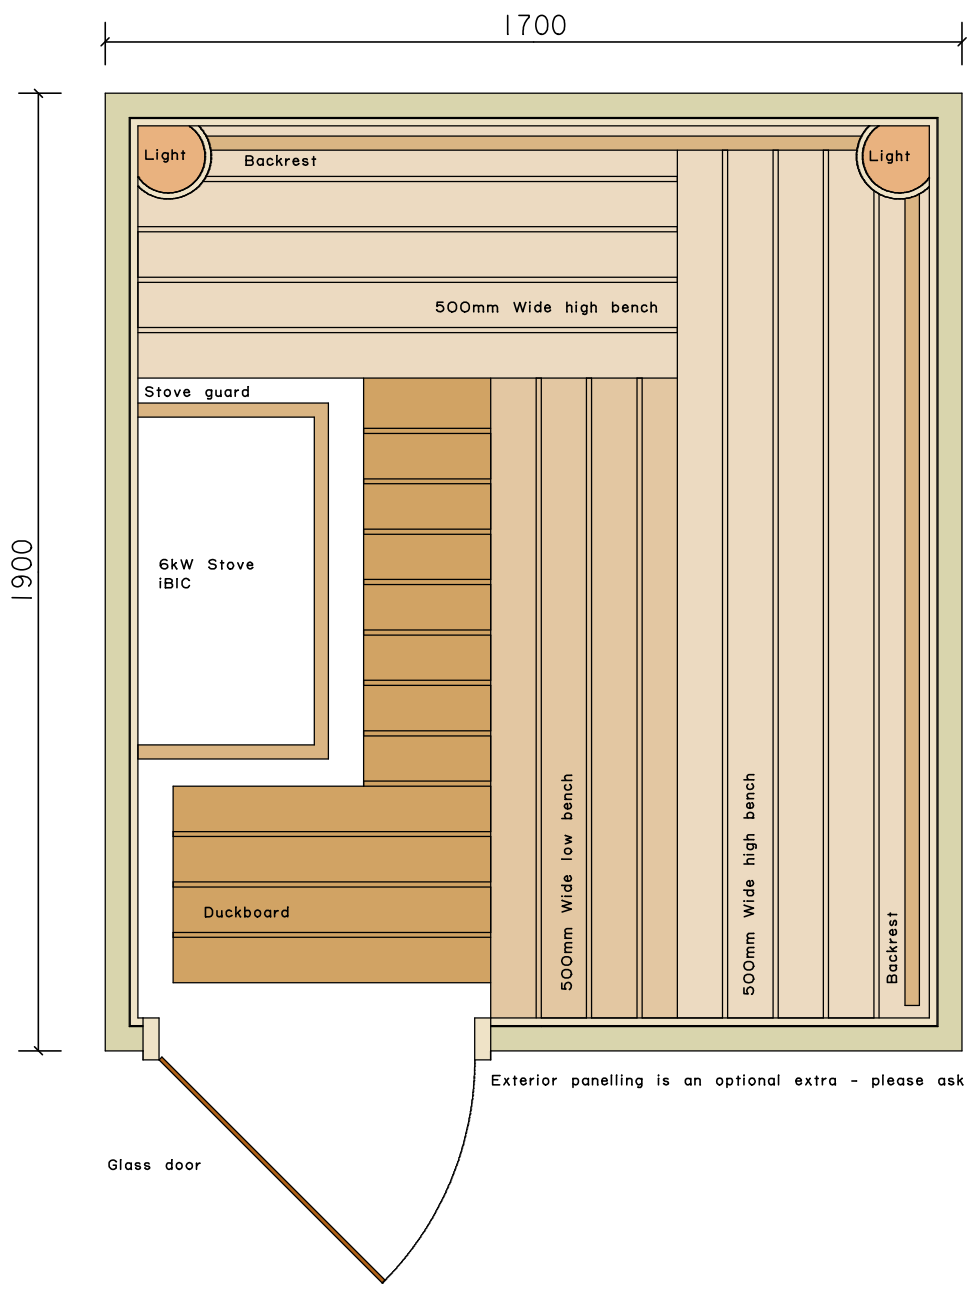 1700
Light
Backrest
Light
500mm Wide high bench
Stove guard
1900
6kW Stove
iBIC
500mm Wide low bench
500mm Wide high bench
Backrest
Duckboard
Exterior panelling is an optional extra - please ask
Glass door